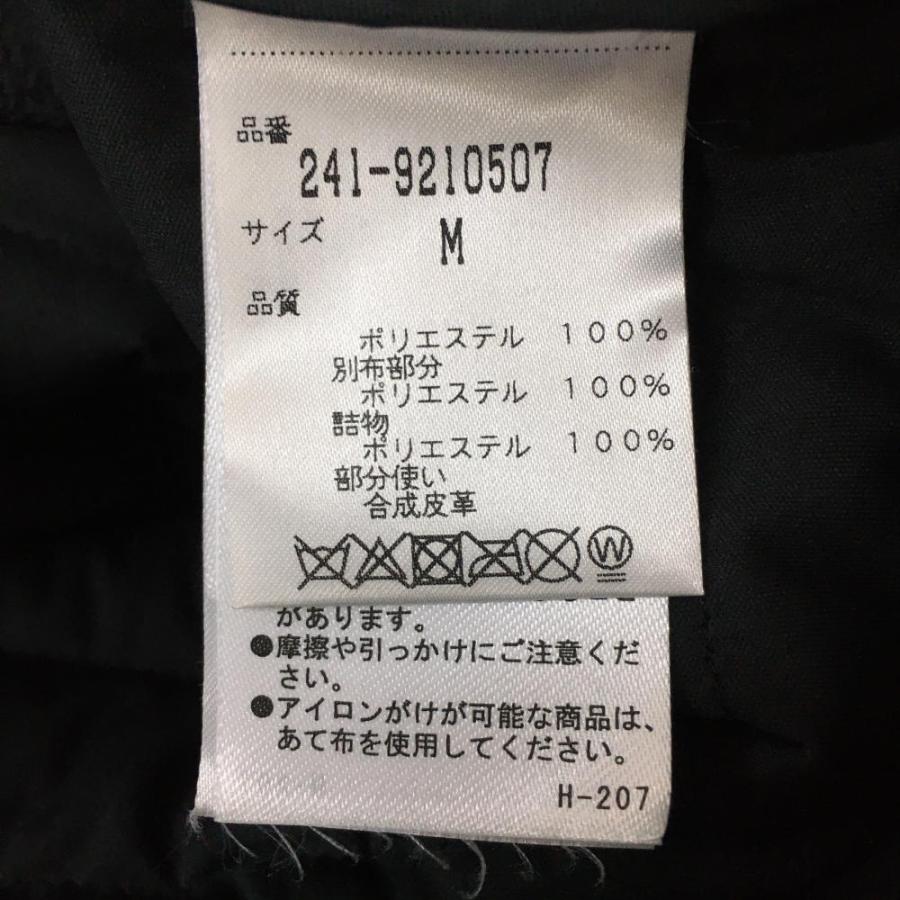 品番
241-9210507
サイズ M
品質
ポリエステル 100%
別布部分
ポリエステル 100%
詰物
ポリエステル 100%
部分使い
合成皮革
W
があります。
●摩擦や引っかけにご注意くだ
さい。
●アイロンがけが可能な商品は、
あて布を使用してください。
H-207